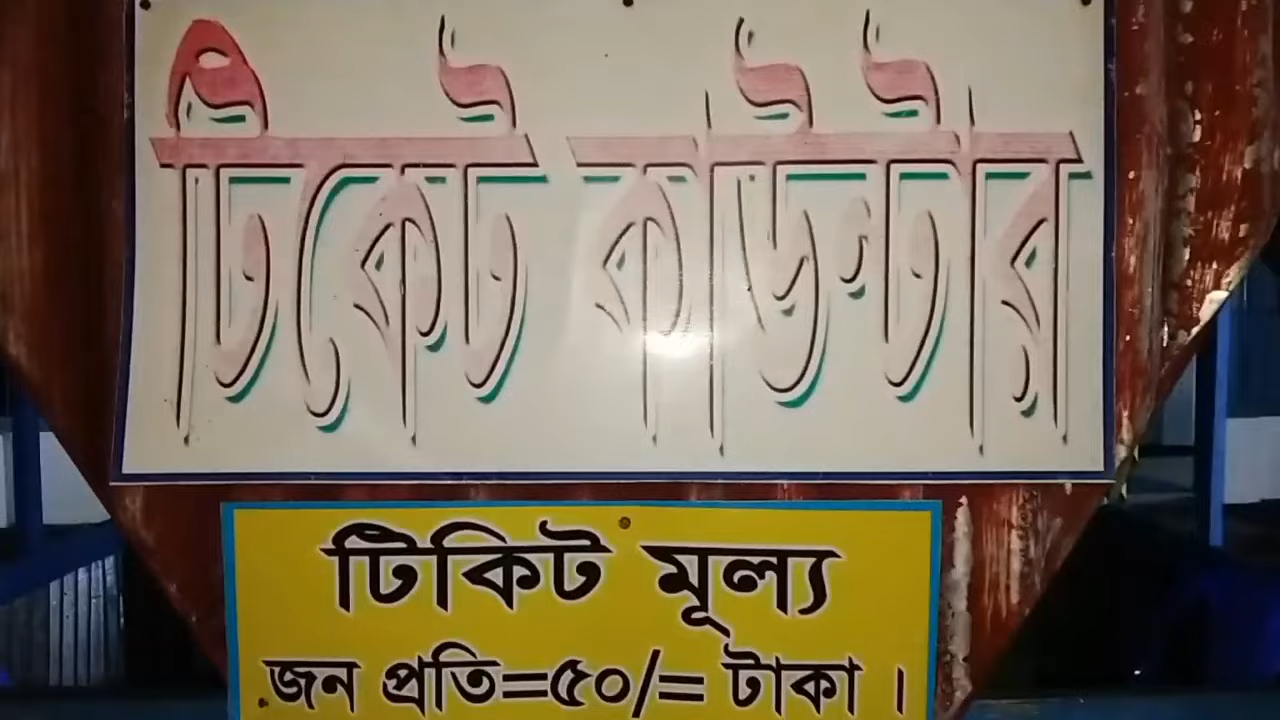 টিকেট কাউন্টার
টিকিট মূল্য
জন প্রতি=৫০/= টাকা ।